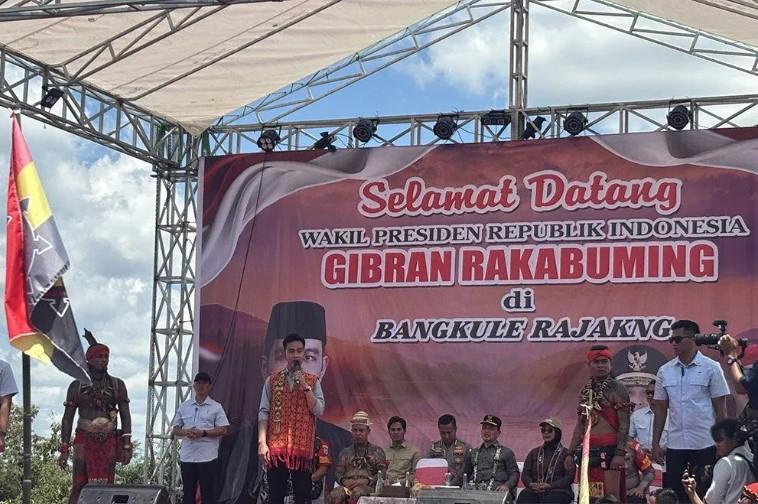 Selamat Datang
WAKIL PRESIDEN REPUBLIK INDONESIA
GIBRAN RAKABUMING
di
BANGKULE RAJAKNG